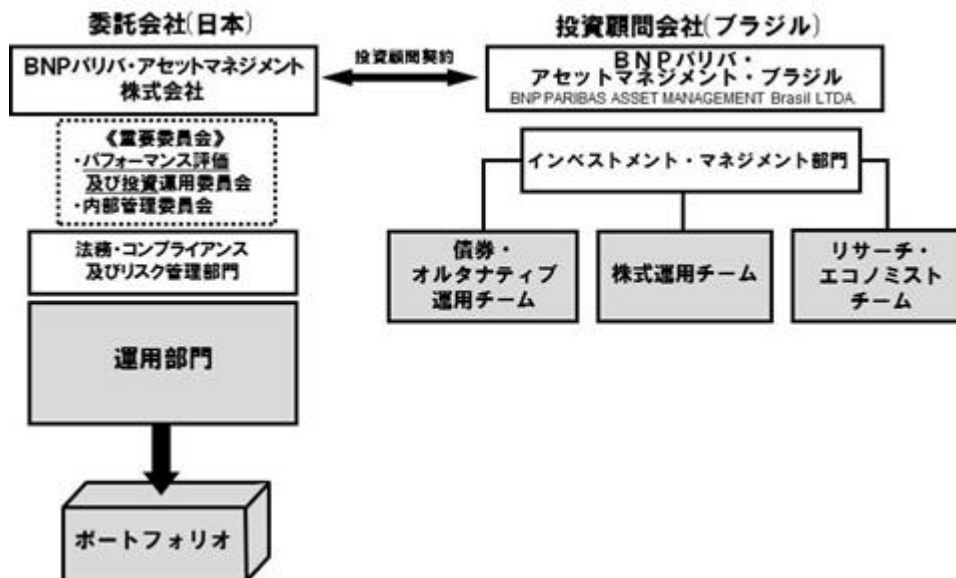 委託会社(日本)
BNPパリバ・アセットマネジメント
株式会社
《重要委員会》
・パフォーマンス評価
及び投資運用委員会
・内部管理委員会
法務・コンプライアンス
及びリスク管理部門
運用部門
ポートフォリオ
投資顧問契約
投資顧問会社(ブラジル)
BNPパリバ・
アセットマネジメント・ブラジル
BNP PARIBAS ASSET MANAGEMENT Brasil LTDA.
インベストメント・マネジメント部門
債券・
オルタナティブ
運用チーム
株式運用チーム
リサーチ・
エコノミスト
チーム